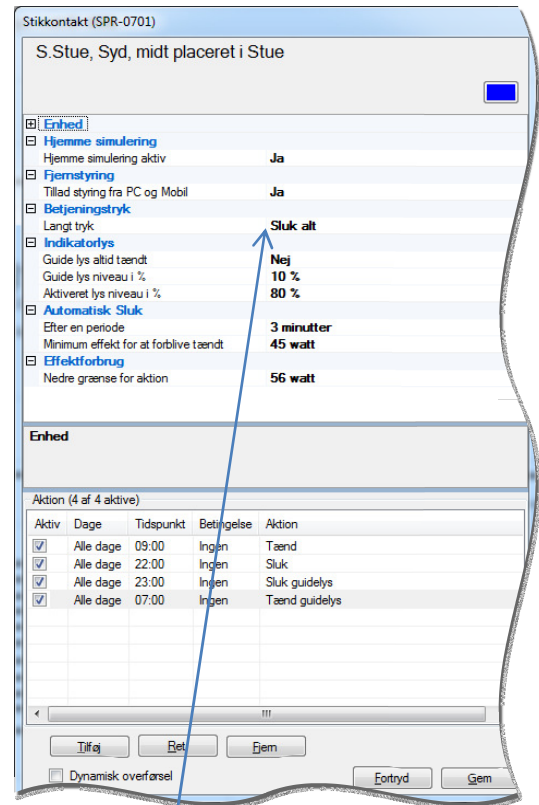 Stikkontakt (SPR-0701)
S.Stue, Syd, midt placeret i Stue
Enhed
Hjemme simulering
Hjemme simulering aktiv Ja
Fjernstyring
Tillad styring fra PC og Mobil Ja
Betjeningstryk
Langt tryk Sluk alt
Indikatorlys
Guide lys altid tændt Nej
Guide lys niveau i % 10 %
Aktiveret lys niveau i % 80 %
Automatisk Sluk
Efter en periode 3 minutter
Minimum effekt for at forblive tændt 45 watt
Effektforbrug
Nedre grænse for aktion 56 watt
Enhed
Aktion (4 af 4 aktive)
Aktiv Dage Tidspunkt Betingelse Aktion
Alle dage 09:00 Ingen Tænd
Alle dage 22:00 Ingen Sluk
Alle dage 23:00 Ingen Sluk guidelys
Alle dage 07:00 Ingen Tænd guidelys
Tilføj Ret Fjern
Dynamisk overførsel Fortryd Gem